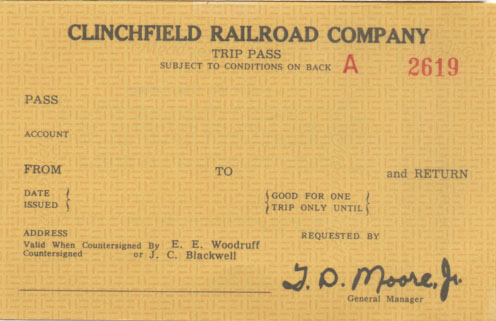 CLINCHFIELD RAILROAD COMPANY
TRIP PASS
SUBJECT TO CONDITIONS ON BACK A 2619
PASS
ACCOUNT
FROM TO and RETURN
DATE { GOOD FOR ONE }
ISSUED { TRIP ONLY UNTIL }
ADDRESS REQUESTED BY
Valid When Countersigned By E. E. Woodruff
Countersigned or J. C. Blackwell
T. D. Moore, Jr.
General Manager